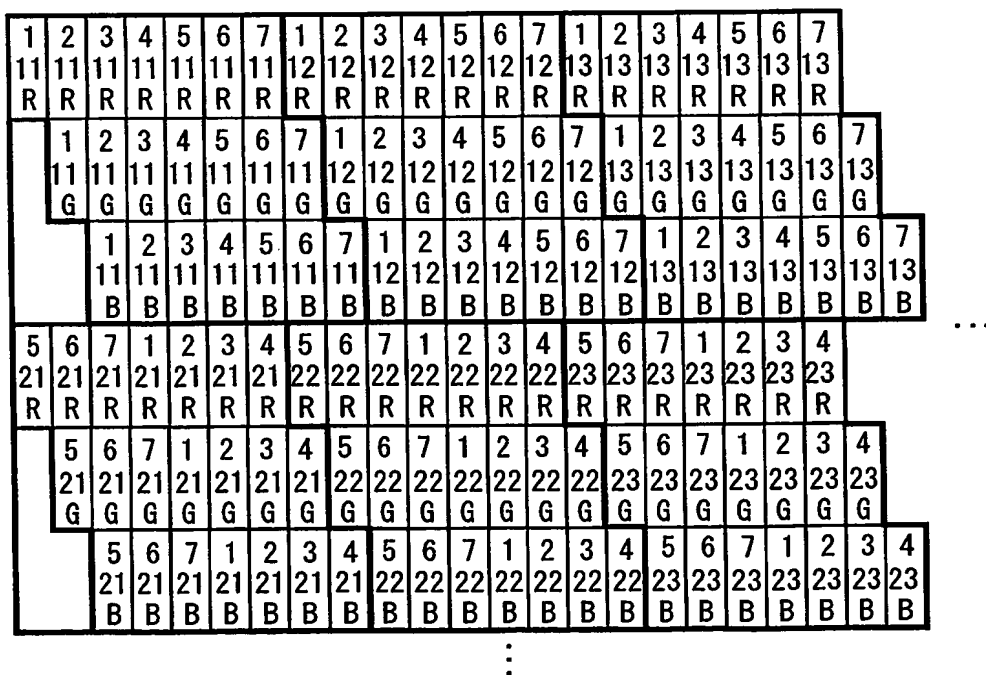 1 2 3 4 5 6 7 1 2 3 4 5 6 7 1 2 3 4 5 6 7
11 11 11 11 11 11 11 12 12 12 12 12 12 12 13 13 13 13 13 13 13
R R R R R R R R R R R R R R R R R R R R R
1 2 3 4 5 6 7 1 2 3 4 5 6 7 1 2 3 4 5 6 7
11 11 11 11 11 11 11 12 12 12 12 12 12 12 13 13 13 13 13 13 13
G G G G G G G G G G G G G G G G G G G G G
1 2 3 4 5 6 7 1 2 3 4 5 6 7 1 2 3 4 5 6 7
11 11 11 11 11 11 11 12 12 12 12 12 12 12 13 13 13 13 13 13 13
B B B B B B B B B B B B B B B B B B B B B
...
5 6 7 1 2 3 4 5 6 7 1 2 3 4 5 6 7 1 2 3 4
21 21 21 21 21 21 21 22 22 22 22 22 22 22 23 23 23 23 23 23 23
R R R R R R R R R R R R R R R R R R R R R
5 6 7 1 2 3 4 5 6 7 1 2 3 4 5 6 7 1 2 3 4
21 21 21 21 21 21 21 22 22 22 22 22 22 22 23 23 23 23 23 23 23
G G G G G G G G G G G G G G G G G G G G G
5 6 7 1 2 3 4 5 6 7 1 2 3 4 5 6 7 1 2 3 4
21 21 21 21 21 21 21 22 22 22 22 22 22 22 23 23 23 23 23 23 23
B B B B B B B B B B B B B B B B B B B B B
⋮